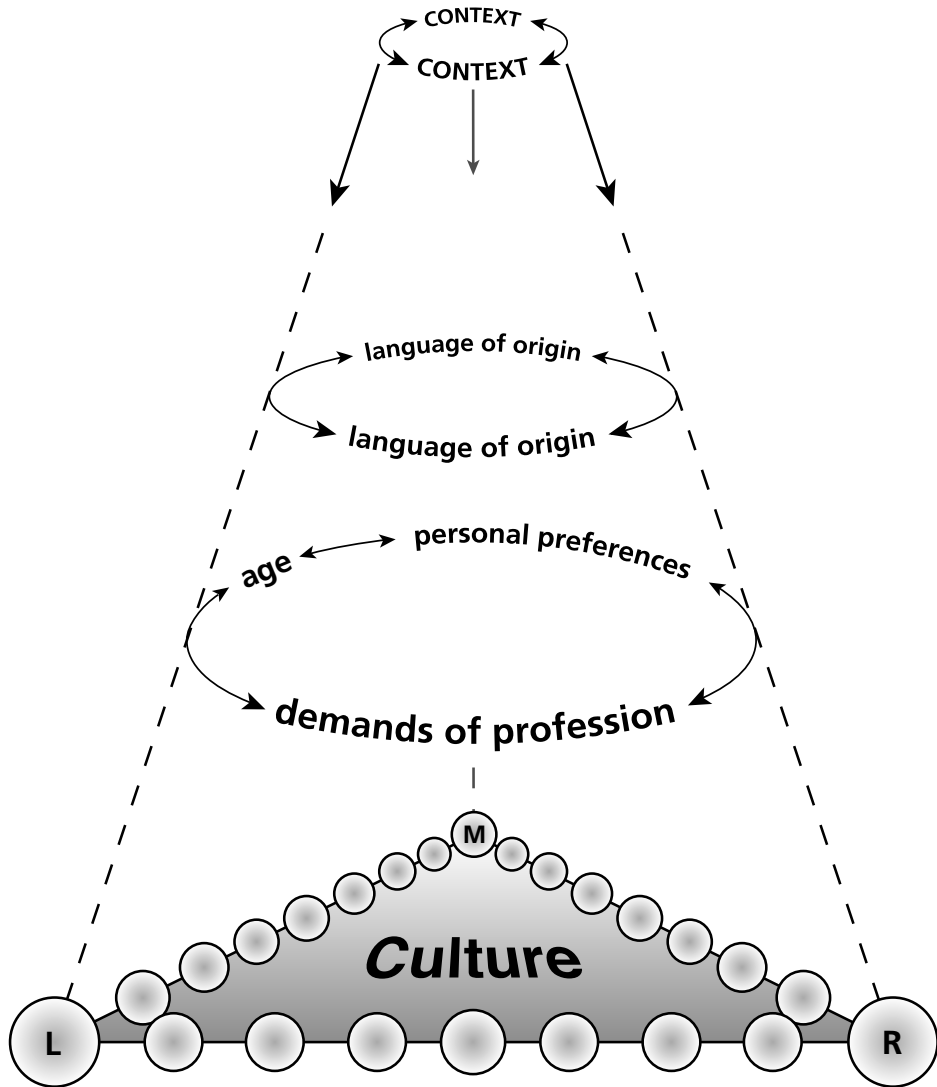 CONTEXT
CONTEXT
language of origin
language of origin
age
personal preferences
demands of profession
M
Culture
L
R